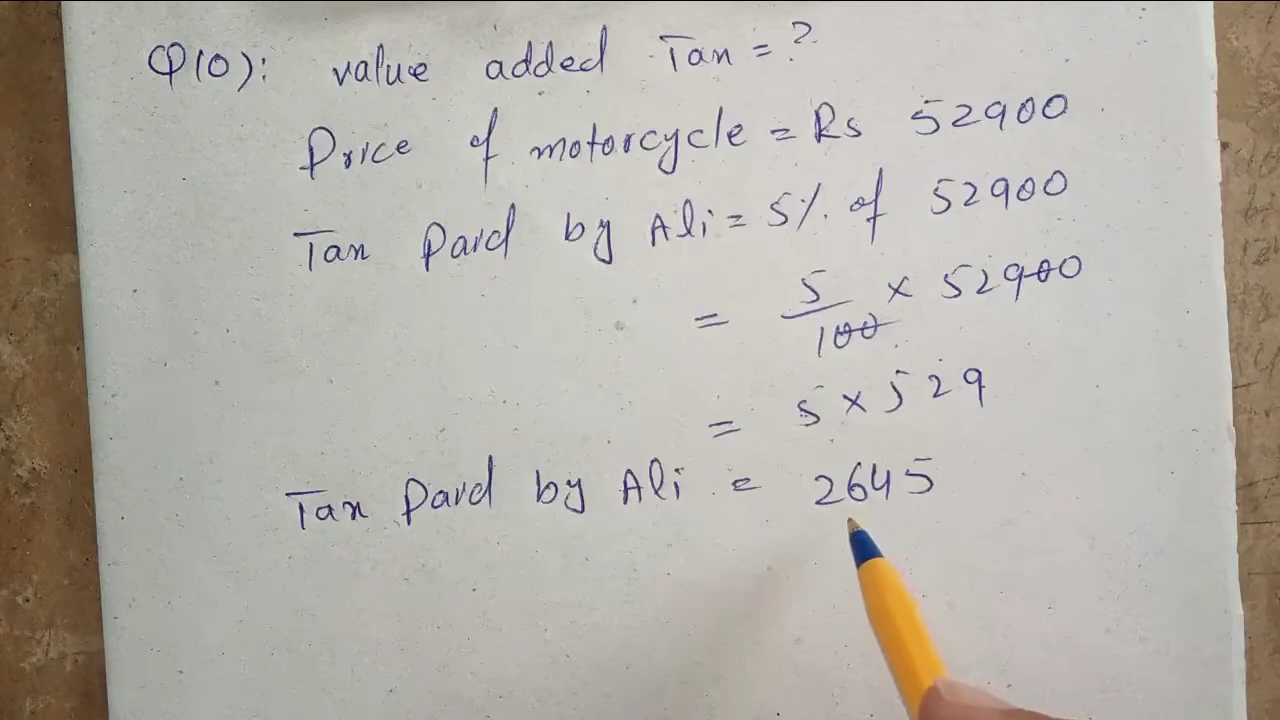 Q(10): value added Tax = ?
Price of motorcycle = Rs 52900
Tax Paid by Ali = 5% of 52900
= 5/100 × 52900
= 5 × 529
Tax Paid by Ali = 2645